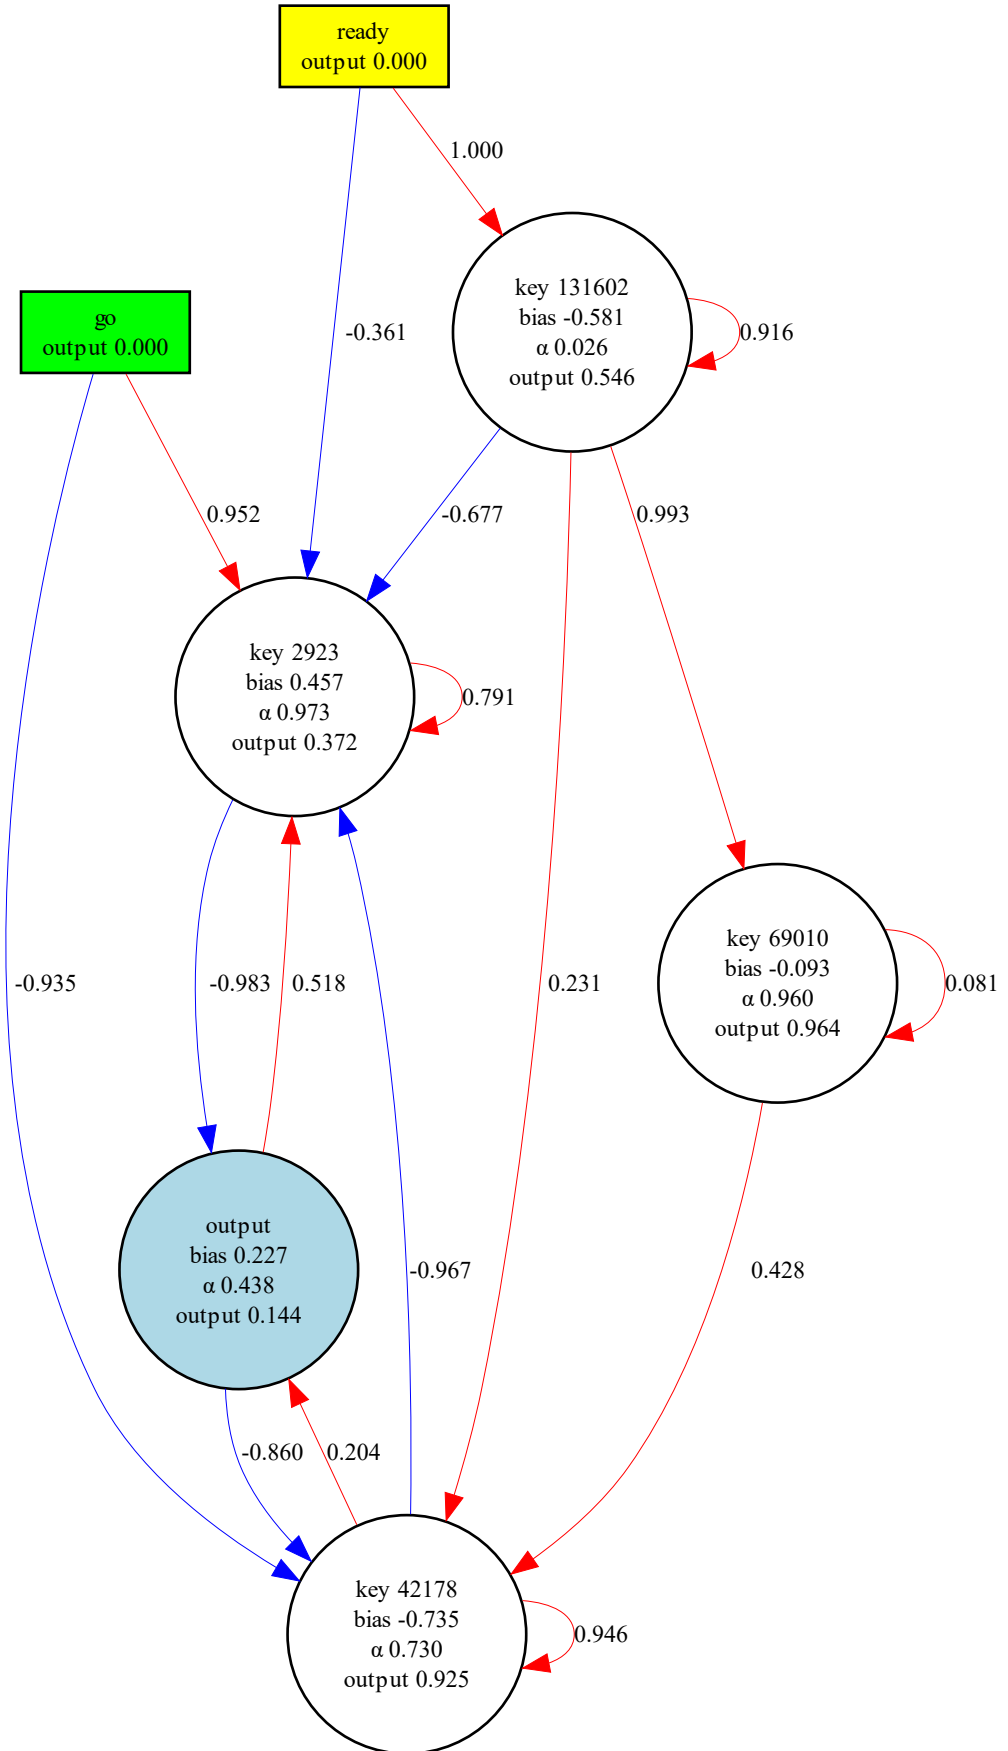 ready
output 0.000
1.000
key 131602
bias -0.581
α 0.026
output 0.546
0.916
go
output 0.000
-0.361
0.952
-0.677
0.993
key 2923
bias 0.457
α 0.973
output 0.372
0.791
key 69010
bias -0.093
α 0.960
output 0.964
0.081
-0.935
-0.983
0.518
0.231
output
bias 0.227
α 0.438
output 0.144
-0.967
0.428
-0.860
0.204
key 42178
bias -0.735
α 0.730
output 0.925
0.946